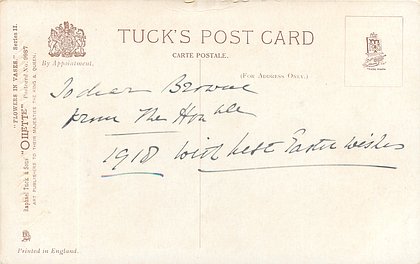 TUCK'S POST CARD
CARTE POSTALE.
(FOR ADDRESS ONLY.)
By Appointment.
Raphael Tuck & Sons' "OILETTE" Postcard No. 9887.
"FLOWERS IN VASES." Series II.
ART PUBLISHERS TO THEIR MAJESTIES THE KING & QUEEN.
To dear Browne
from The Hon'ble
1918 with best Easter wishes
Printed in England.